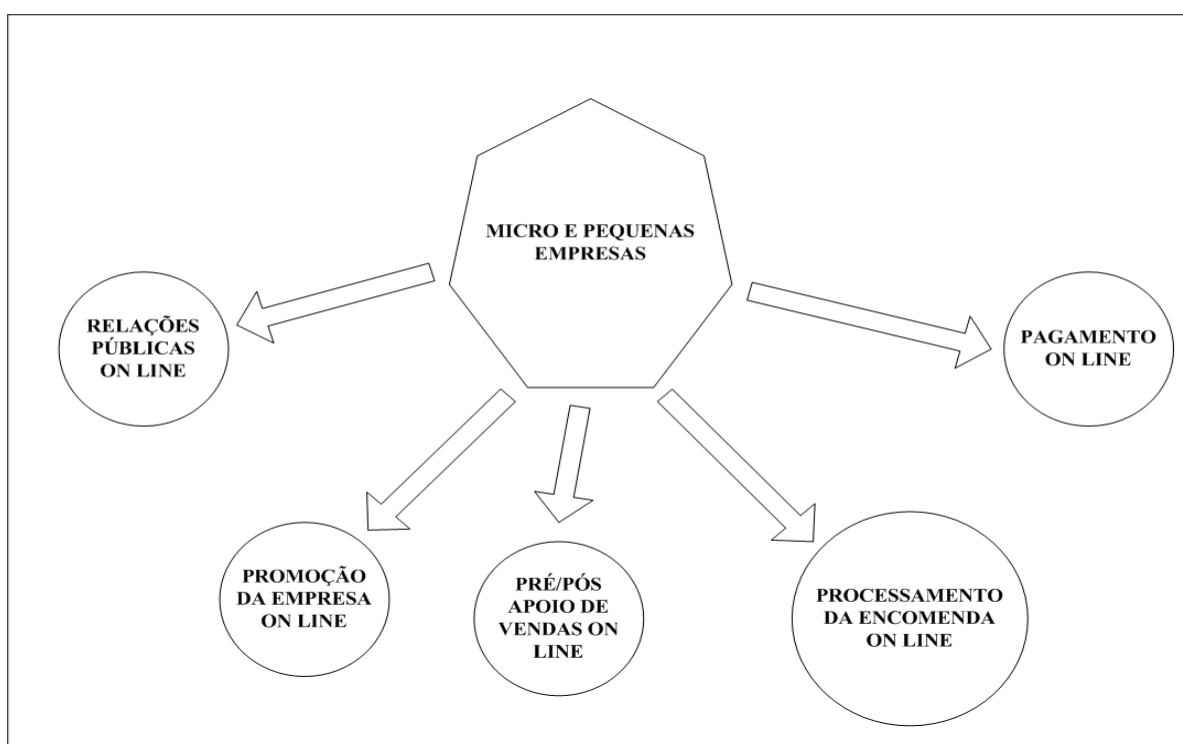 MICRO E PEQUENAS
EMPRESAS
RELAÇÕES
PÚBLICAS
ON LINE
PAGAMENTO
ON LINE
PROMOÇÃO
DA EMPRESA
ON LINE
PRÉ/PÓS
APOIO DE
VENDAS ON
LINE
PROCESSAMENTO
DA ENCOMENDA
ON LINE